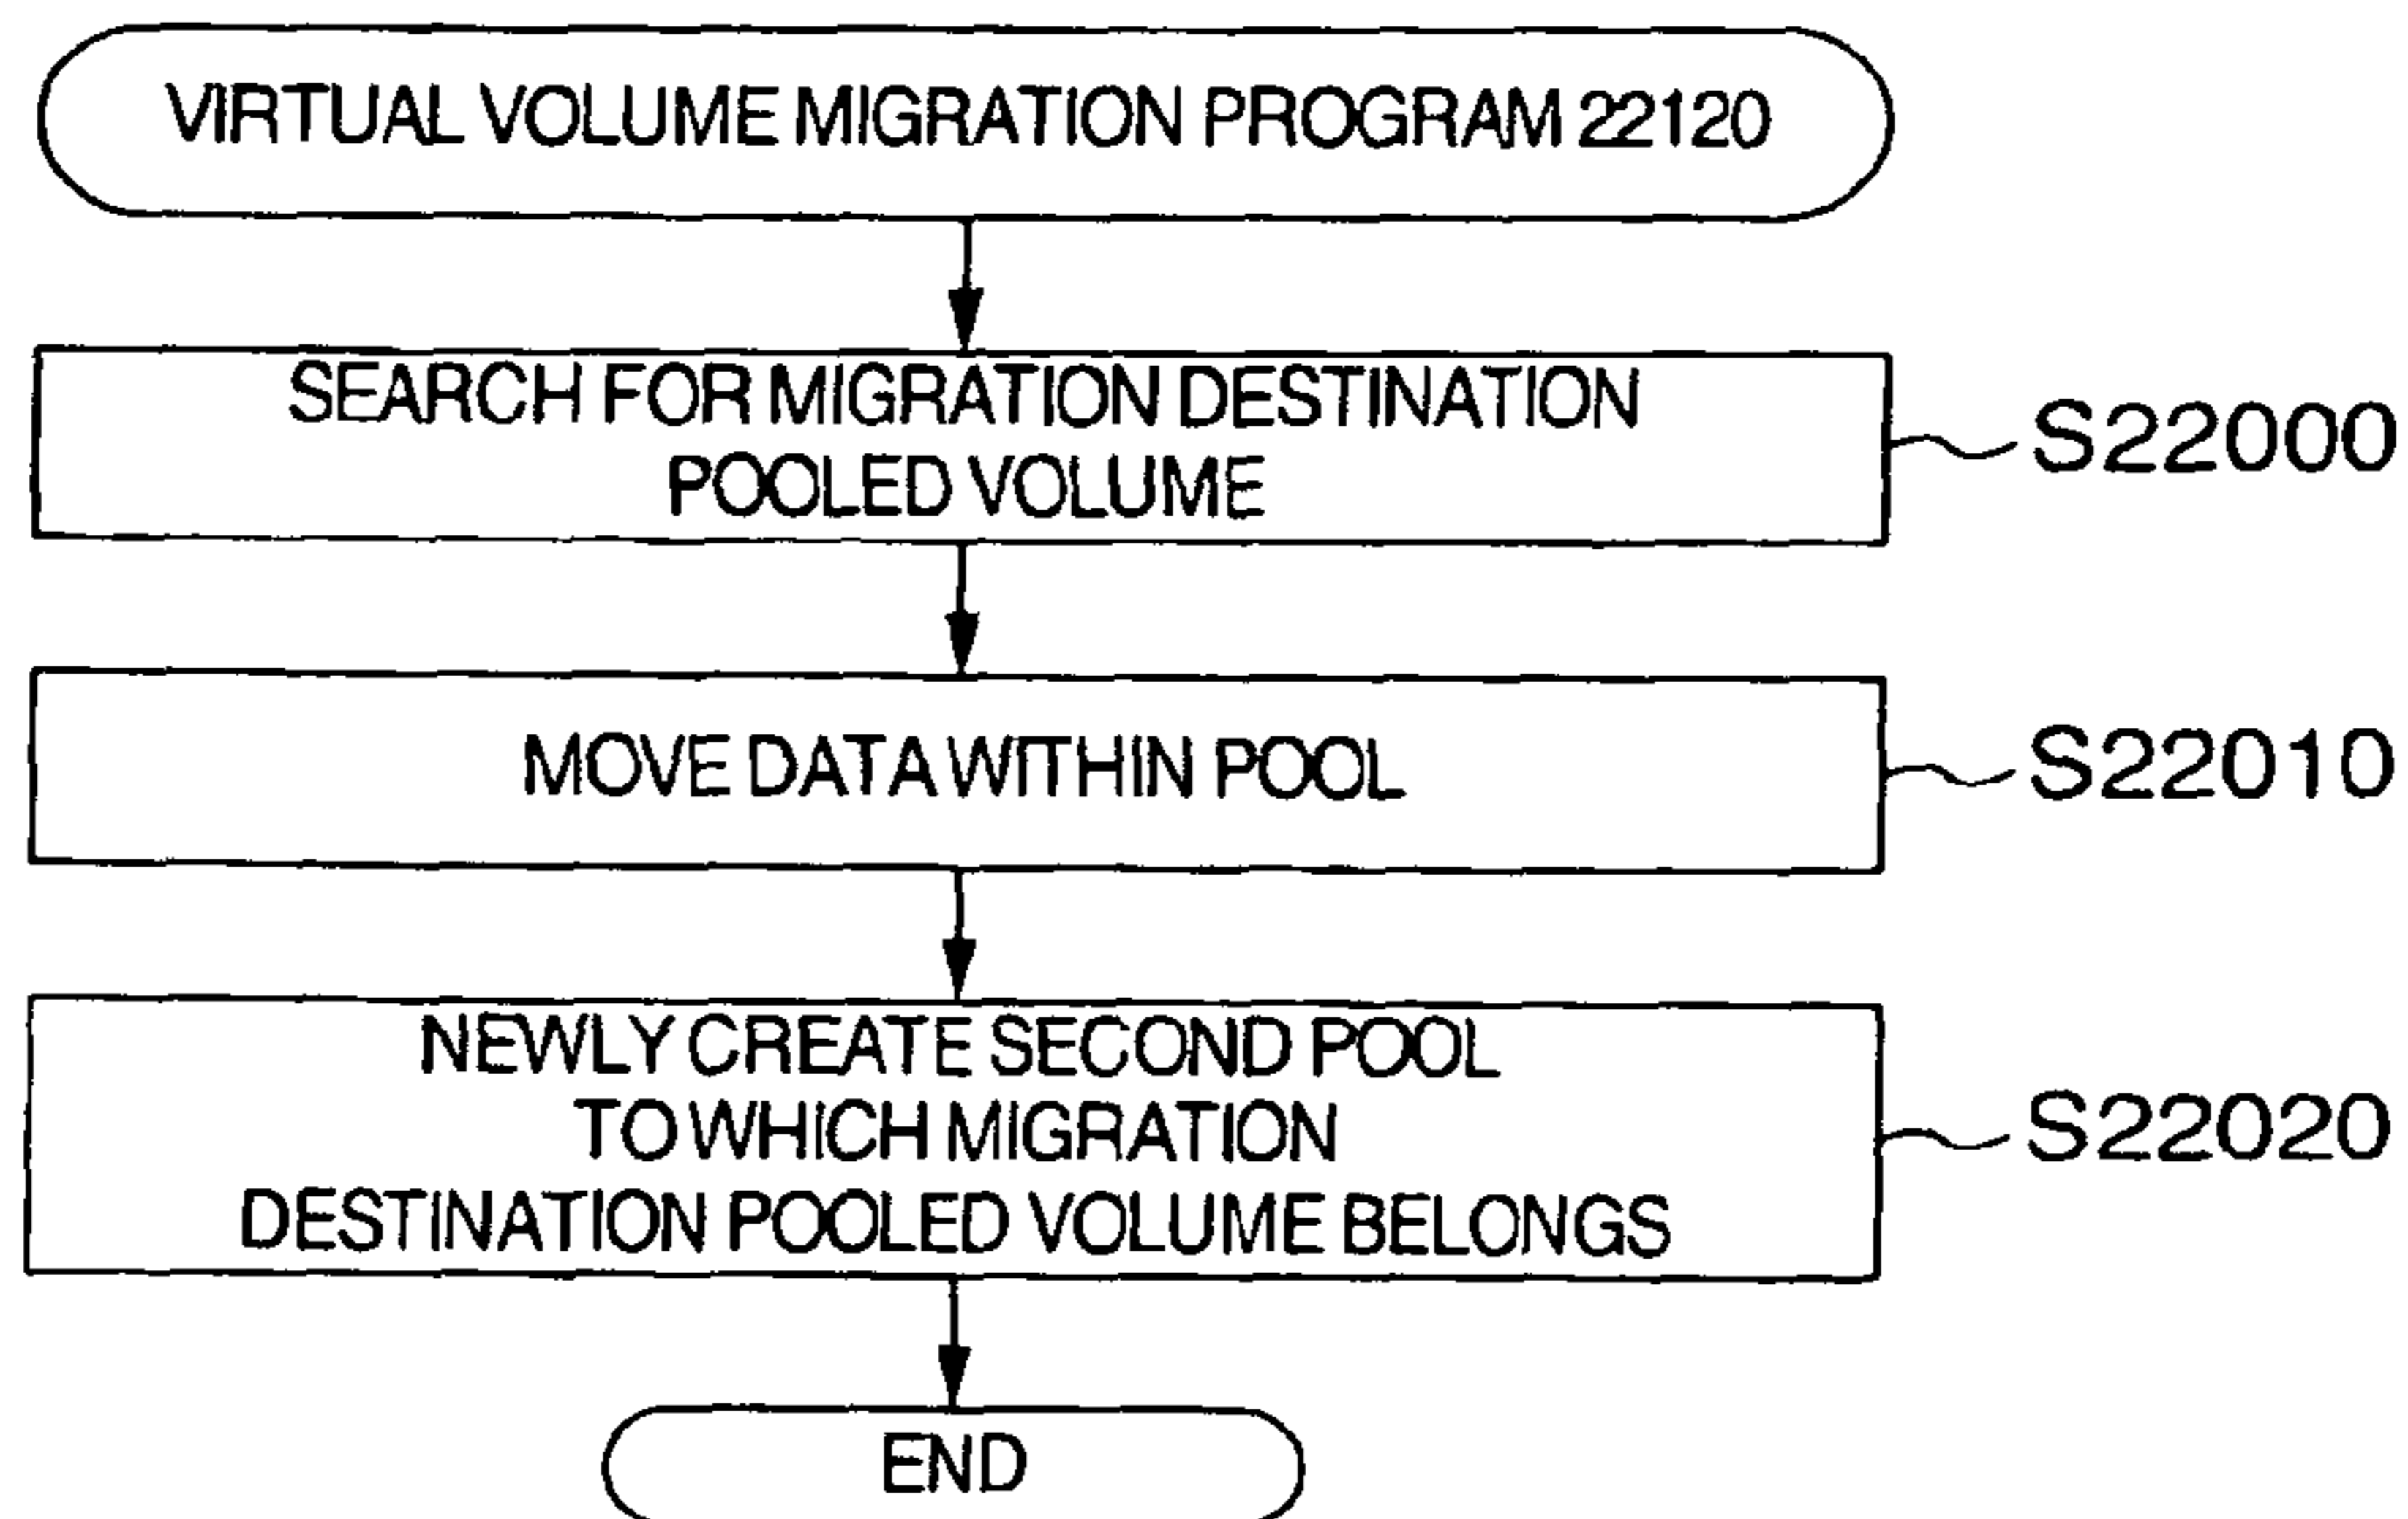 VIRTUAL VOLUME MIGRATION PROGRAM 22120
SEARCH FOR MIGRATION DESTINATION
POOLED VOLUME
S22000
MOVE DATA WITHIN POOL
S22010
NEWLY CREATE SECOND POOL
TO WHICH MIGRATION
DESTINATION POOLED VOLUME BELONGS
S22020
END